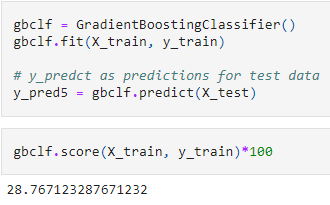 gbclf = GradientBoostingClassifier()
gbclf.fit(X_train, y_train)
# y_predct as predictions for test data
y_pred5 = gbclf.predict(X_test)
gbclf.score(X_train, y_train)*100
28.767123287671232